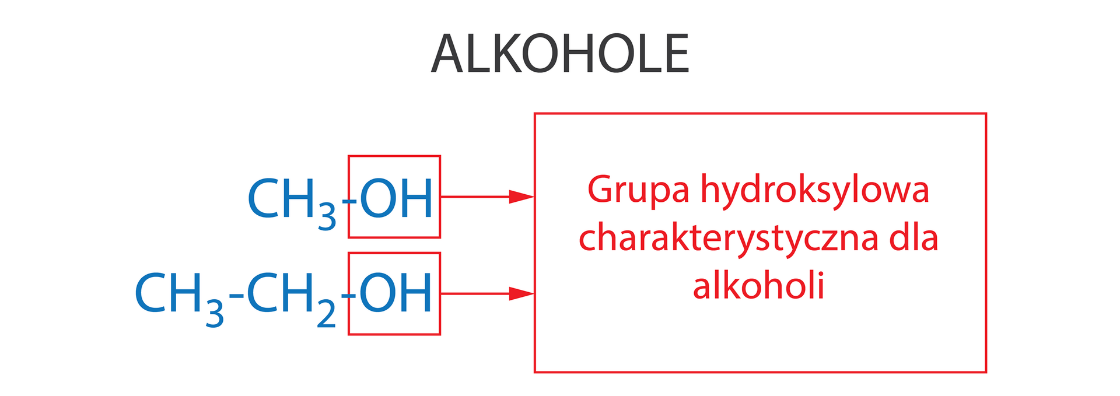 ALKOHOLE
CH₃-OH
CH₃-CH₂-OH
Grupa hydroksylowa
charakterystyczna dla
alkoholi